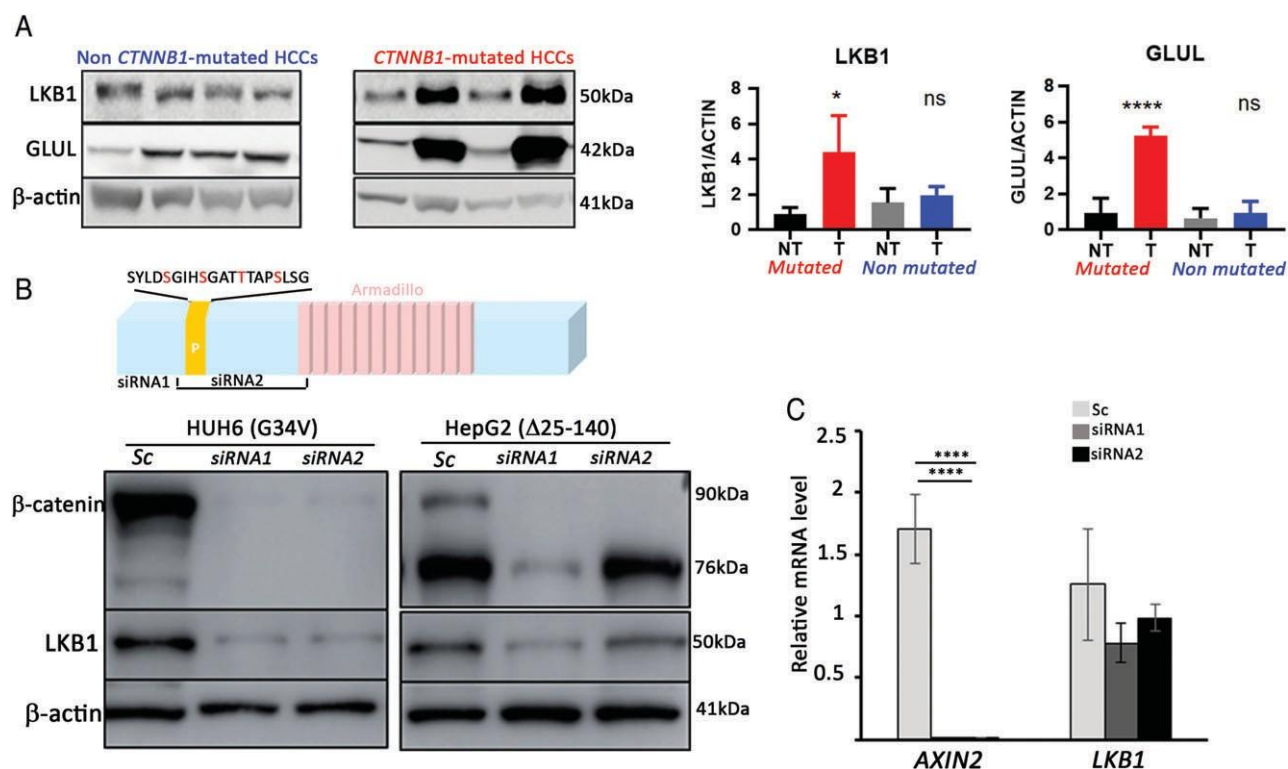 A
Non CTNNB1-mutated HCCs
CTNNB1-mutated HCCs
LKB1
50kDa
GLUL
42kDa
β-actin
41kDa
LKB1
LKB1/ACTIN
8
6
4
2
0
*
ns
NT T NT T
Mutated Non mutated
GLUL
GLUL/ACTIN
8
6
4
2
0
****
ns
NT T NT T
Mutated Non mutated
B
SYLDSGIHSGATTTAPSLSG
Armadillo
P
siRNA1 siRNA2
HUH6 (G34V)
Sc siRNA1 siRNA2
HepG2 (Δ25-140)
Sc siRNA1 siRNA2
β-catenin
90kDa
76kDa
LKB1
50kDa
β-actin
41kDa
C
Sc
siRNA1
siRNA2
Relative mRNA level
2.5
2
1.5
1
0.5
****
****
AXIN2 LKB1